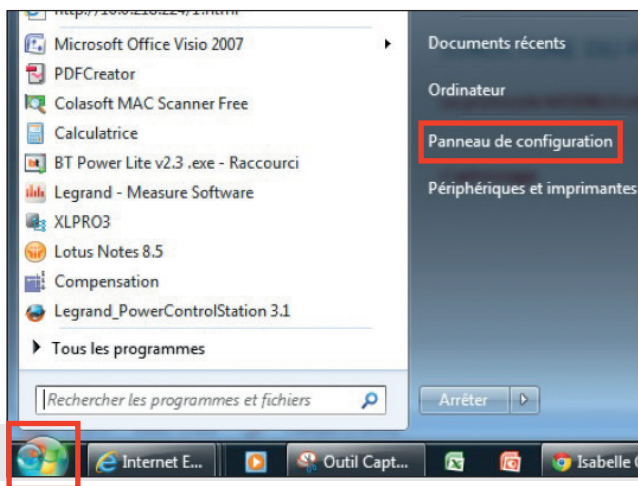 Microsoft Office Visio 2007
PDFCreator
Colasoft MAC Scanner Free
Calculatrice
BT Power Lite v2.3 .exe - Raccourci
Legrand - Measure Software
XLPRO3
Lotus Notes 8.5
Compensation
Legrand_PowerControlStation 3.1
Tous les programmes
Rechercher les programmes et fichiers
Documents récents
Ordinateur
Panneau de configuration
Périphériques et imprimantes
Arrêter
Internet E...
Outil Capt...
Isabelle